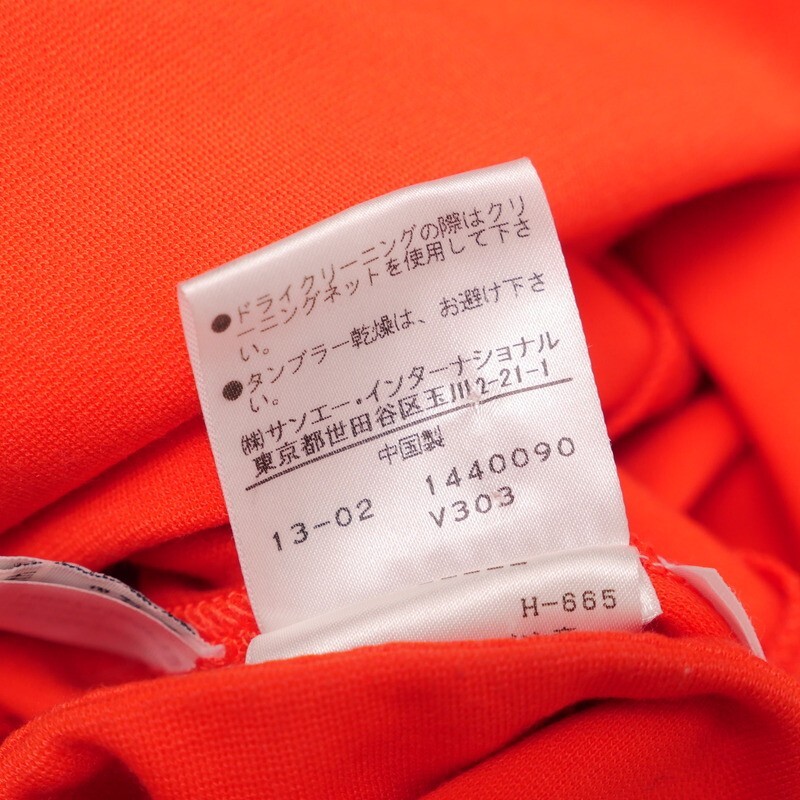 ●ドライクリーニングの際はクリ
ーニングネットを使用して下さ
い。
●タンブラー乾燥は、お避け下さ
い。
㈱サンエー・インターナショナル
東京都世田谷区玉川2-21-1
中国製
13-02 1440090
V303
H-665